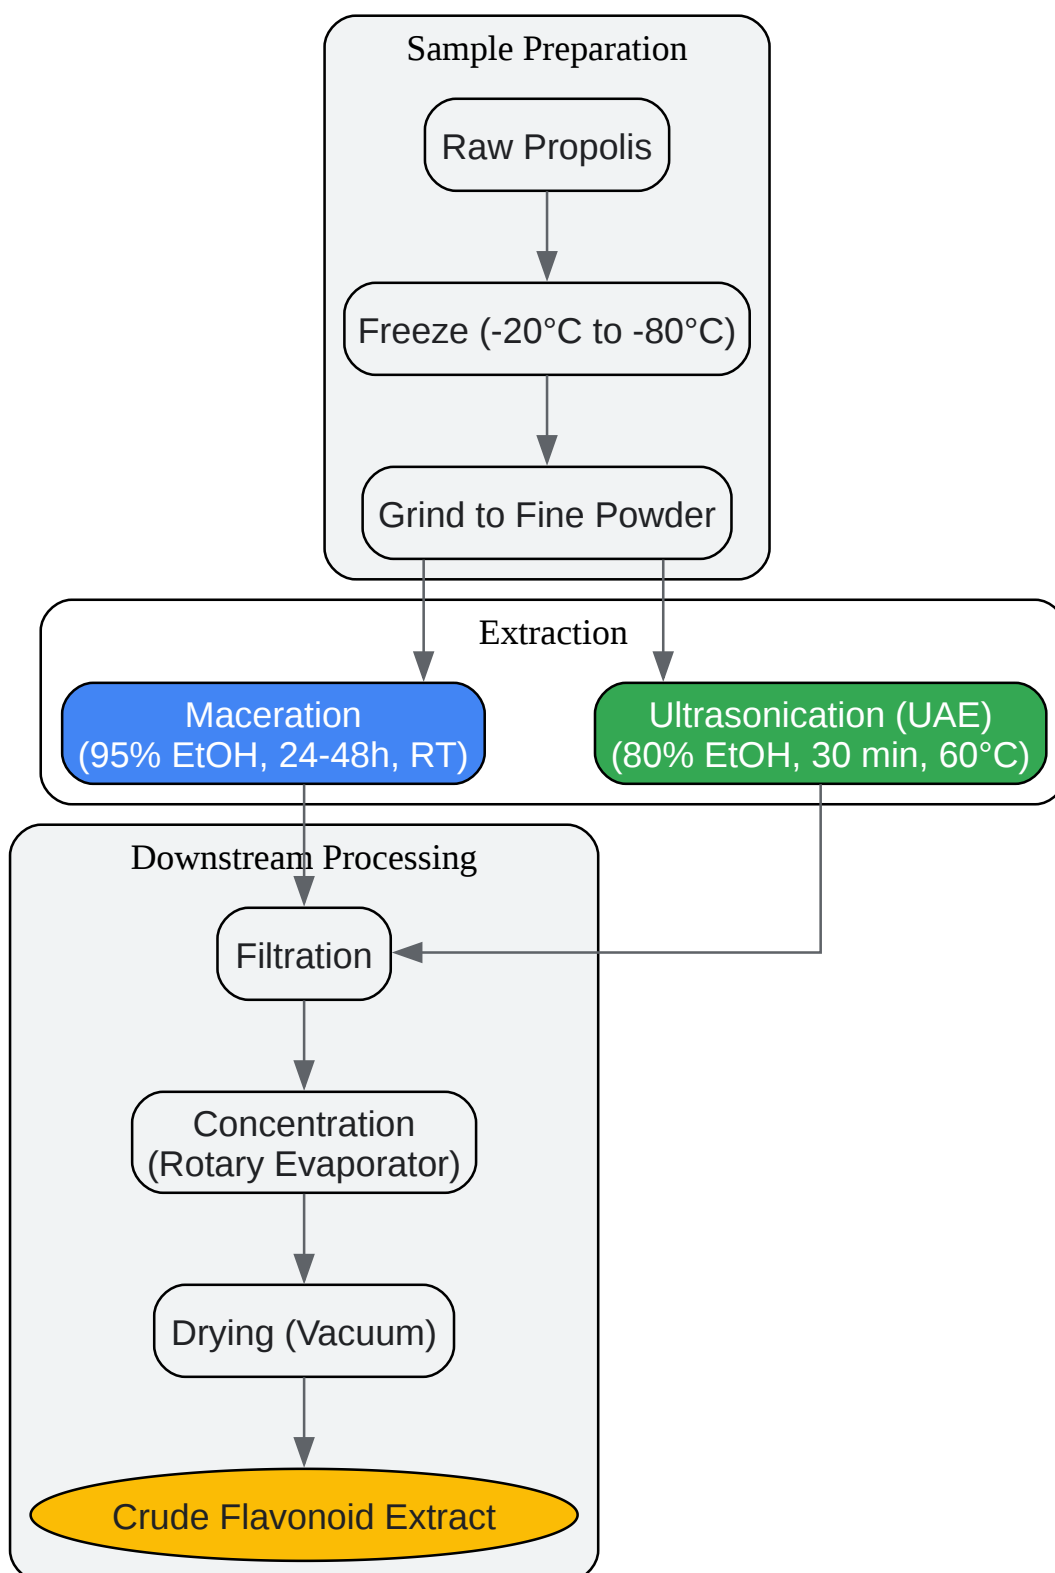 Sample Preparation
Raw Propolis
Freeze (-20°C to -80°C)
Grind to Fine Powder
Extraction
Maceration
(95% EtOH, 24-48h, RT)
Ultrasonication (UAE)
(80% EtOH, 30 min, 60°C)
Downstream Processing
Filtration
Concentration
(Rotary Evaporator)
Drying (Vacuum)
Crude Flavonoid Extract